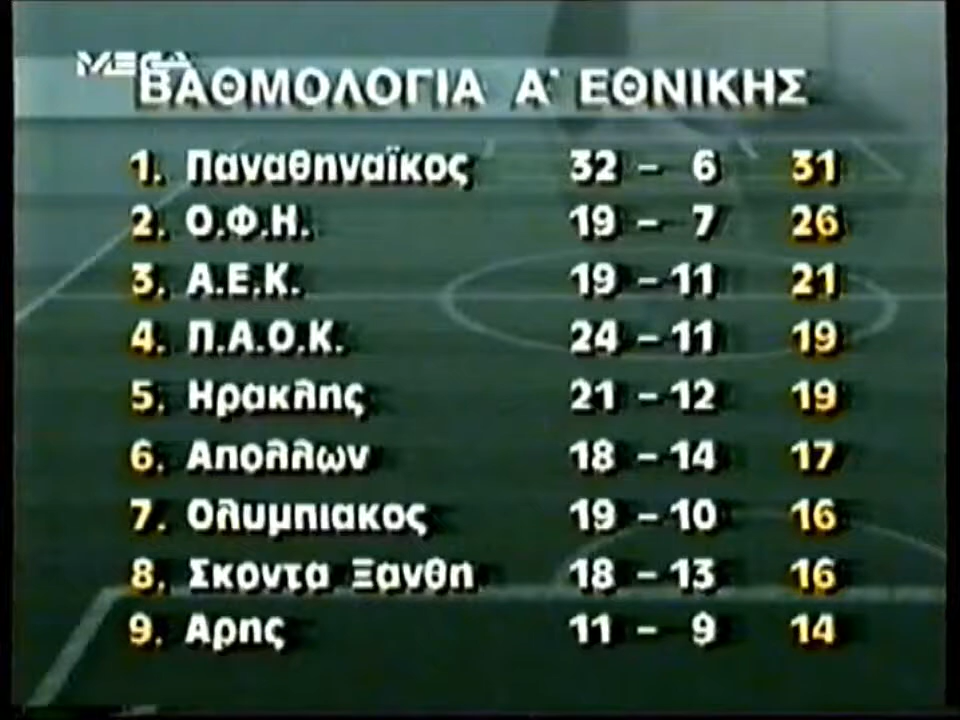 MEGA
ΒΑΘΜΟΛΟΓΙΑ Α' ΕΘΝΙΚΗΣ
1. Παναθηναϊκος 32 - 6 31
2. Ο.Φ.Η. 19 - 7 26
3. Α.Ε.Κ. 19 - 11 21
4. Π.Α.Ο.Κ. 24 - 11 19
5. Ηρακλης 21 - 12 19
6. Απολλων 18 - 14 17
7. Ολυμπιακος 19 - 10 16
8. Σκοντα Ξανθη 18 - 13 16
9. Αρης 11 - 9 14